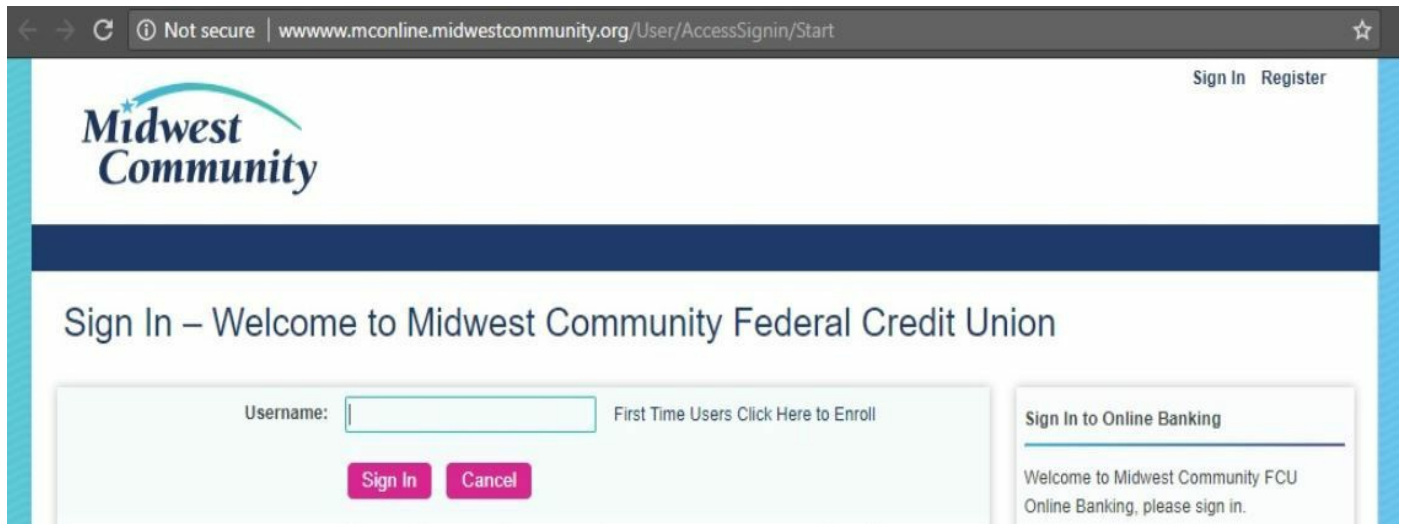 Not secure | wwwwww.mconline.midwestcommunity.org/User/AccessSignin/Start
Sign In Register
Midwest
Community
Sign In – Welcome to Midwest Community Federal Credit Union
Username: First Time Users Click Here to Enroll
Sign In Cancel
Sign In to Online Banking
Welcome to Midwest Community FCU
Online Banking, please sign in.